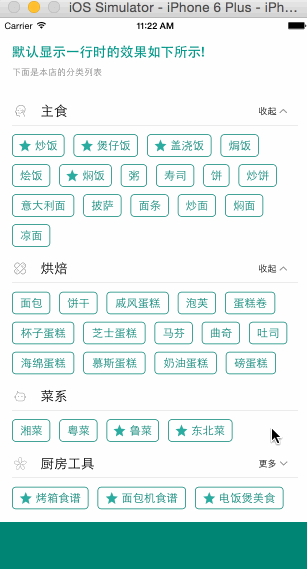 iOS Simulator - iPhone 6 Plus - iPh...
Carrier 11:22 AM
默认显示一行时的效果如下所示!
下面是本店的分类列表
主食 收起
炒饭 煲仔饭 盖浇饭 焗饭
烩饭 焖饭 粥 寿司 饼 炒饼
意大利面 披萨 面条 炒面 焖面
凉面
烘焙 收起
面包 饼干 戚风蛋糕 泡芙 蛋糕卷
杯子蛋糕 芝士蛋糕 马芬 曲奇 吐司
海绵蛋糕 慕斯蛋糕 奶油蛋糕 磅蛋糕
菜系
湘菜 粤菜 鲁菜 东北菜
厨房工具 更多
烤箱食谱 面包机食谱 电饭煲美食